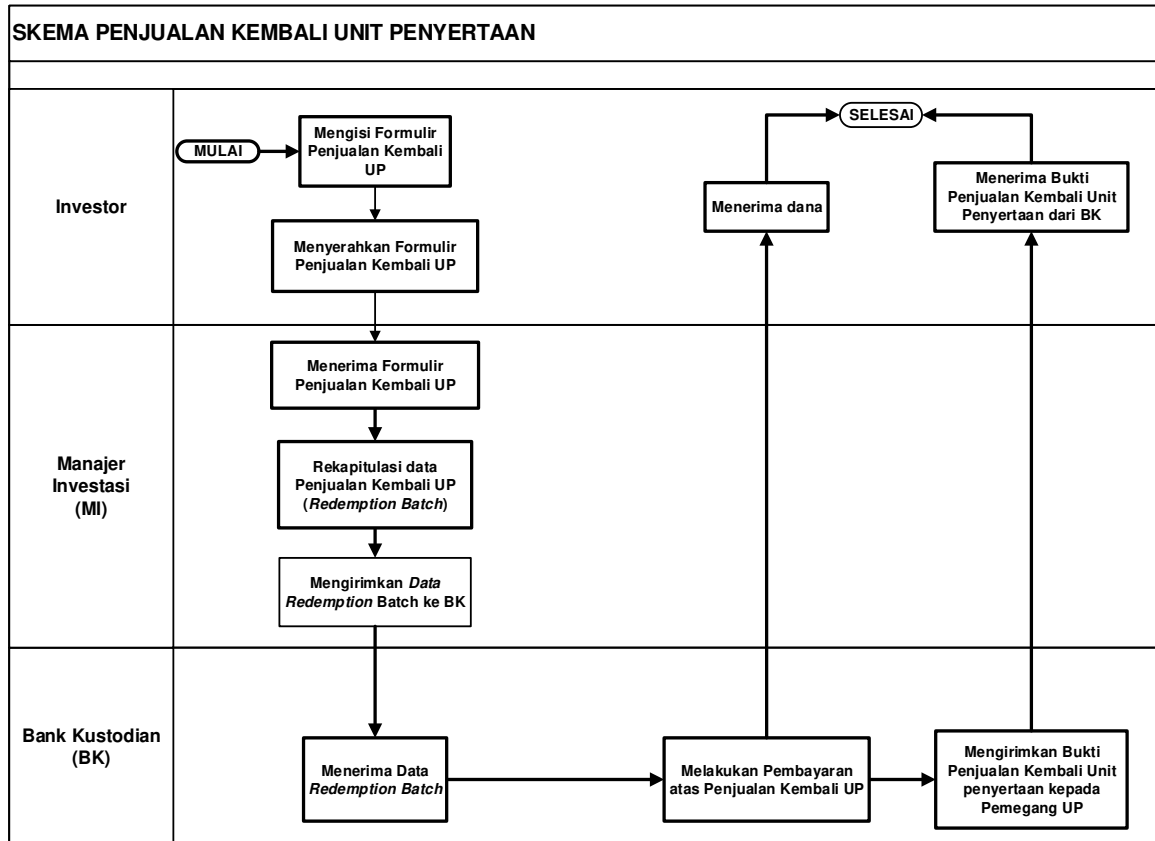 SKEMA PENJUALAN KEMBALI UNIT PENYERTAAN
Investor
MULAI
Mengisi Formulir
Penjualan Kembali
UP
Menyerahkan Formulir
Penjualan Kembali UP
SELESAI
Menerima dana
Menerima Bukti
Penjualan Kembali Unit
Penyertaan dari BK
Manajer
Investasi
(MI)
Menerima Formulir
Penjualan Kembali UP
Rekapitulasi data
Penjualan Kembali UP
(Redemption Batch)
Mengirimkan Data
Redemption Batch ke BK
Bank Kustodian
(BK)
Menerima Data
Redemption Batch
Melakukan Pembayaran
atas Penjualan Kembali UP
Mengirimkan Bukti
Penjualan Kembali Unit
penyertaan kepada
Pemegang UP